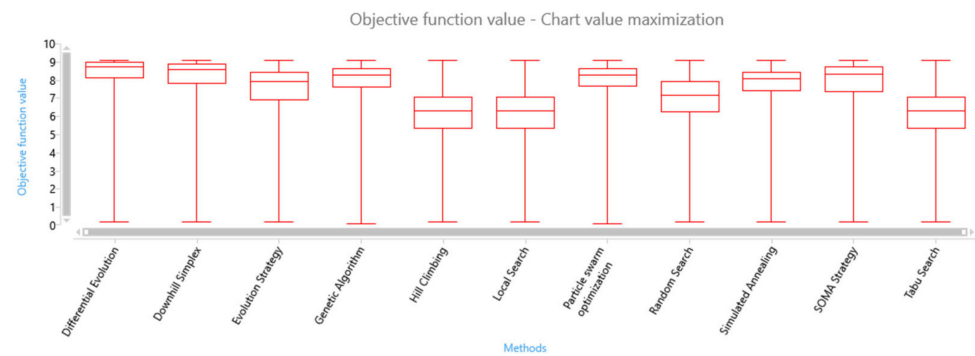 Objective function value - Chart value maximization
Objective function value
10
9
8
7
6
5
4
3
2
1
0
Differential Evolution
Downhill Simplex
Evolution Strategy
Genetic Algorithm
Hill Climbing
Local Search
Particle swarm
optimization
Random Search
Simulated Annealing
SOMA Strategy
Tabu Search
Methods